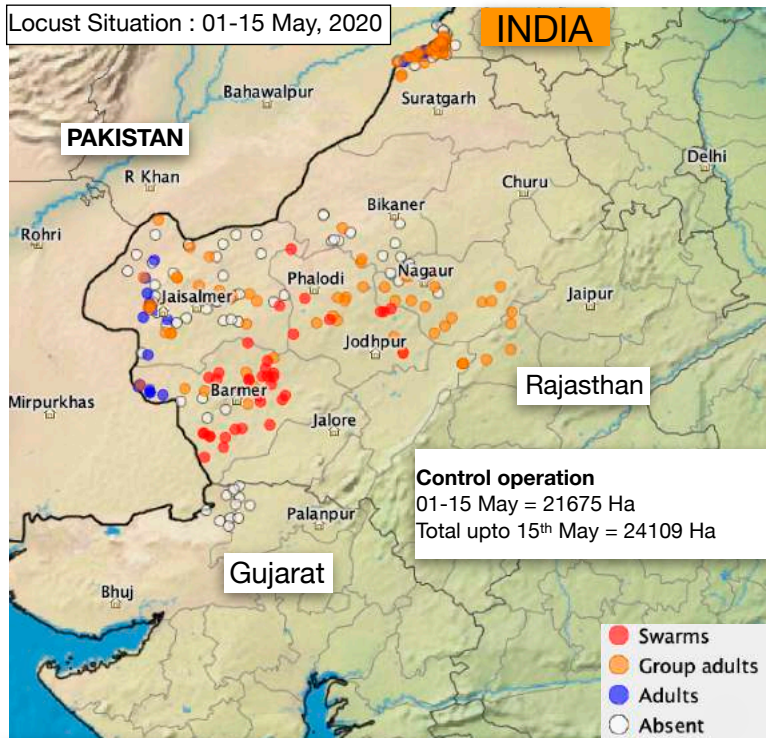 Locust Situation : 01-15 May, 2020
INDIA
Bahawalpur
Suratgarh
PAKISTAN
Delhi
R Khan
Churu
Bikaner
Rohri
Phalodi
Nagaur
Jaisalmer
Jaipur
Jodhpur
Rajasthan
Barmer
Mirpurkhas
Jalore
Control operation
01-15 May = 21675 Ha
Total upto 15th May = 24109 Ha
Palanpur
Gujarat
Bhuj
Swarms
Group adults
Adults
Absent